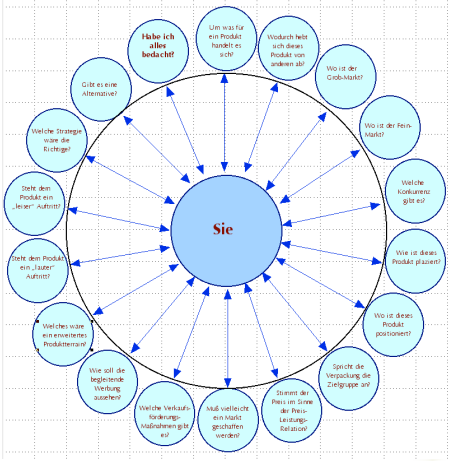 Um was für
ein Produkt
handelt es
sich?
Wodurch hebt
sich dieses
Produkt von
anderen ab?
Wo ist der
Grob-Markt?
Wo ist der Fein-
Markt?
Welche
Konkurrenz
gibt es?
Wie ist dieses
Produkt plaziert?
Wo ist dieses
Produkt
positioniert?
Spricht die
Verpackung die
Zielgruppe an?
Stimmt der
Preis im Sinne
der Preis-
Leistungs-
Relation?
Muß vielleicht
ein Markt
geschaffen
werden?
Welche Verkaufs-
förderungs-
Maßnahmen gibt
es?
Wie soll die
begleitende
Werbung
aussehen?
Welches wäre
ein erweitertes
Produktterrain?
Steht dem Produkt
ein „lauter“
Auftritt?
Steht dem
Produkt ein
„leiser“ Auftritt?
Welche Strategie
wäre die
Richtige?
Gibt es eine
Alternative?
Habe ich
alles
bedacht?
Sie